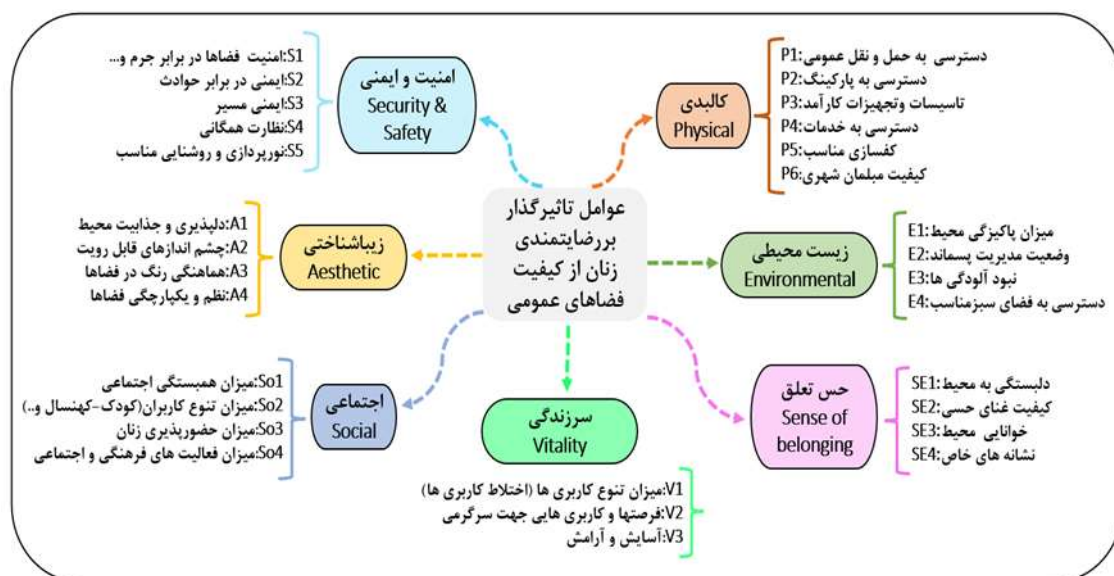 عوامل تاثیرگذار
بررضایتمندی
زنان از کیفیت
فضاهای عمومی
کالبدی
Physical
P1:دسترسی به حمل و نقل عمومی
P2:دسترسی به پارکینگ
P3:تاسیسات وتجهیزات کارآمد
P4:دسترسی به خدمات
P5:کفسازی مناسب
P6:کیفیت مبلمان شهری
زیست محیطی
Environmental
E1:میزان پاکیزگی محیط
E2:وضعیت مدیریت پسماند
E3:نبود آلودگی ها
E4:دسترسی به فضای سبزمناسب
حس تعلق
Sense of
belonging
SE1:دلبستگی به محیط
SE2:کیفیت غنای حسی
SE3:خوانایی محیط
SE4:نشانه های خاص
سرزندگی
Vitality
V1:میزان تنوع کاربری ها (اختلاط کاربری ها)
V2:فرصتها و کاربری هایی جهت سرگرمی
V3:آسایش و آرامش
اجتماعی
Social
So1:میزان همبستگی اجتماعی
So2:میزان تنوع کاربران(کودک-کهنسال و..)
So3:میزان حضورپذیری زنان
So4:میزان فعالیت های فرهنگی و اجتماعی
زیباشناختی
Aesthetic
A1:دلپذیری و جذابیت محیط
A2:چشم اندازهای قابل رویت
A3:هماهنگی رنگ در فضاها
A4:نظم و یکپارچگی فضاها
امنیت و ایمنی
Security &
Safety
S1:امنیت فضاها در برابر جرم و...
S2:ایمنی در برابر حوادث
S3:ایمنی مسیر
S4:نظارت همگانی
S5:نورپردازی و روشنایی مناسب